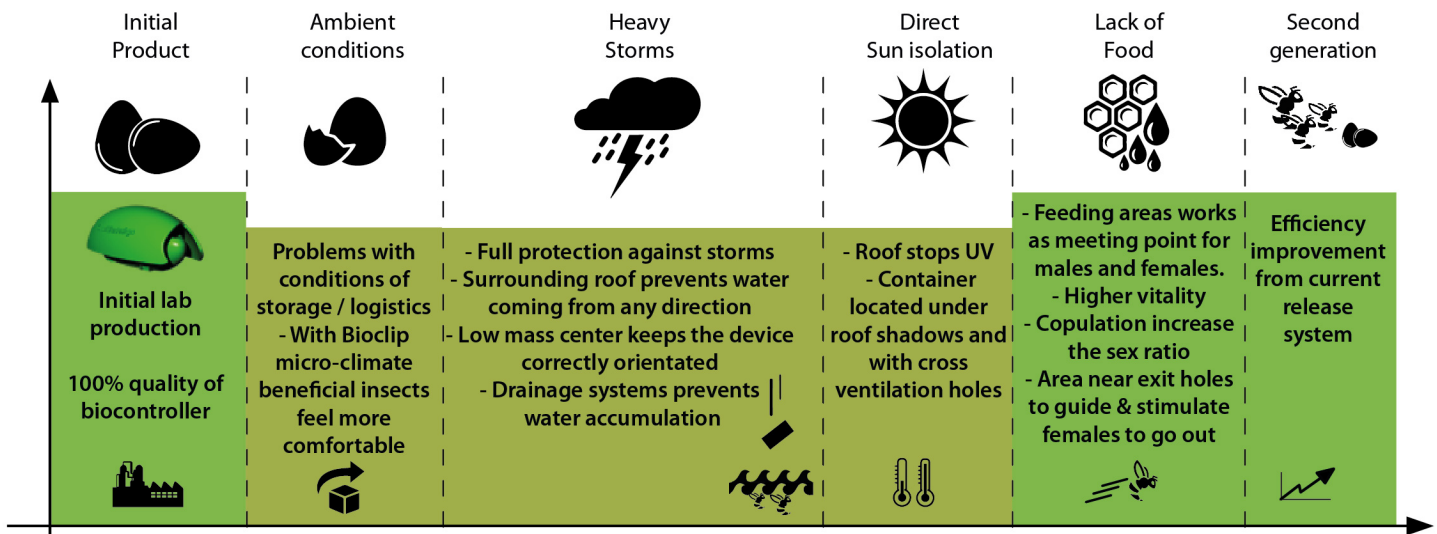 Initial
Product
Ambient
conditions
Heavy
Storms
Direct
Sun isolation
Lack of
Food
Second
generation
Initial lab
production
100% quality of
biocontroller
Problems with
conditions of
storage / logistics
- With Bioclip
micro-climate
beneficial insects
feel more
comfortable
- Full protection against storms
- Surrounding roof prevents water
coming from any direction
- Low mass center keeps the device
correctly orientated
- Drainage systems prevents
water accumulation
- Roof stops UV
- Container
located under
roof shadows and
with cross
ventilation holes
- Feeding areas works
as meeting point for
males and females.
- Higher vitality
- Copulation increase
the sex ratio
- Area near exit holes
to guide & stimulate
females to go out
Efficiency
improvement
from current
release
system